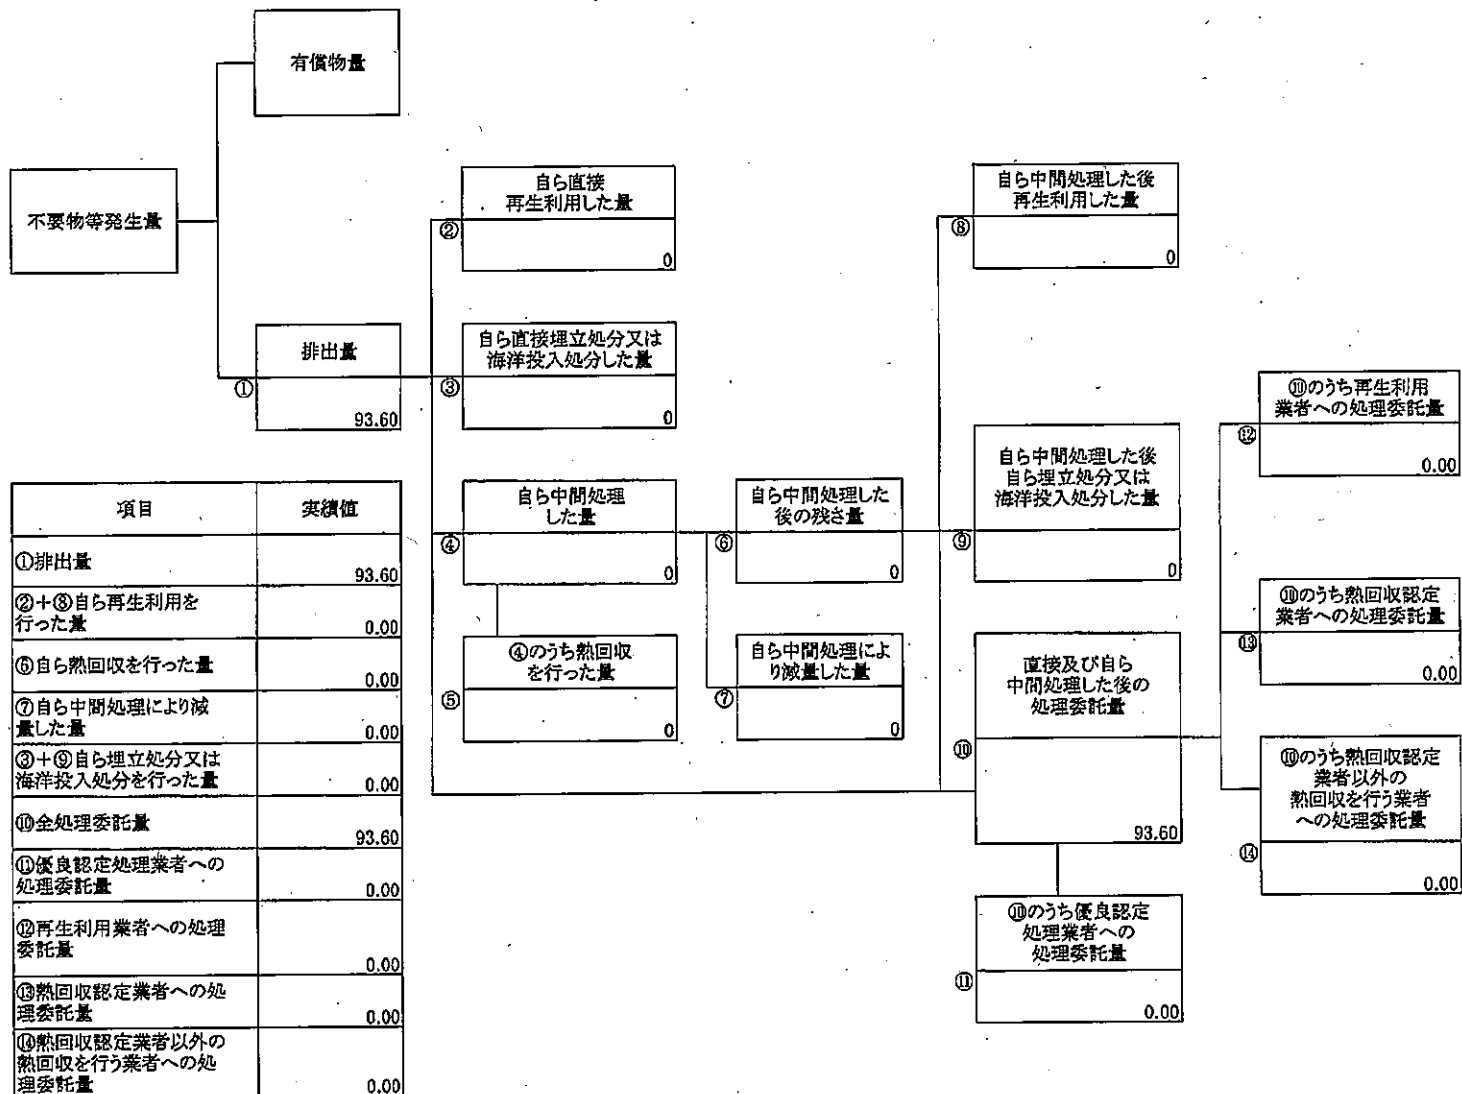 有償物量
不要物等発生量
排出量
①
93.60
自ら直接
再生利用した量
②
0
自ら直接埋立処分又は
海洋投入処分した量
③
0
自ら中間処理
した量
④
0
④のうち熱回収
を行った量
⑤
0
自ら中間処理した
後の残さ量
⑥
0
自ら中間処理によ
り減量した量
⑦
0
自ら中間処理した後
再生利用した量
⑧
0
自ら中間処理した後
自ら埋立処分又は
海洋投入処分した量
⑨
0
直接及び自ら
中間処理した後の
処理委託量
⑩
93.60
⑩のうち優良認定
処理業者への
処理委託量
⑪
0.00
⑩のうち再生利用
業者への処理委託量
⑫
0.00
⑩のうち熱回収認定
業者への処理委託量
⑬
0.00
⑩のうち熱回収認定
業者以外の
熱回収を行う業者
への処理委託量
⑭
0.00
項目 実績値
①排出量
93.60
②+⑧自ら再生利用を
行った量 0.00
⑤自ら熱回収を行った量
0.00
⑦自ら中間処理により減
量した量 0.00
③+⑨自ら埋立処分又は
海洋投入処分を行った量 0.00
⑩全処理委託量
93.60
⑪優良認定処理業者への
処理委託量 0.00
⑫再生利用業者への処理
委託量
0.00
⑬熱回収認定業者への処
理委託量 0.00
⑭熱回収認定業者以外の
熱回収を行う業者への処
理委託量 0.00